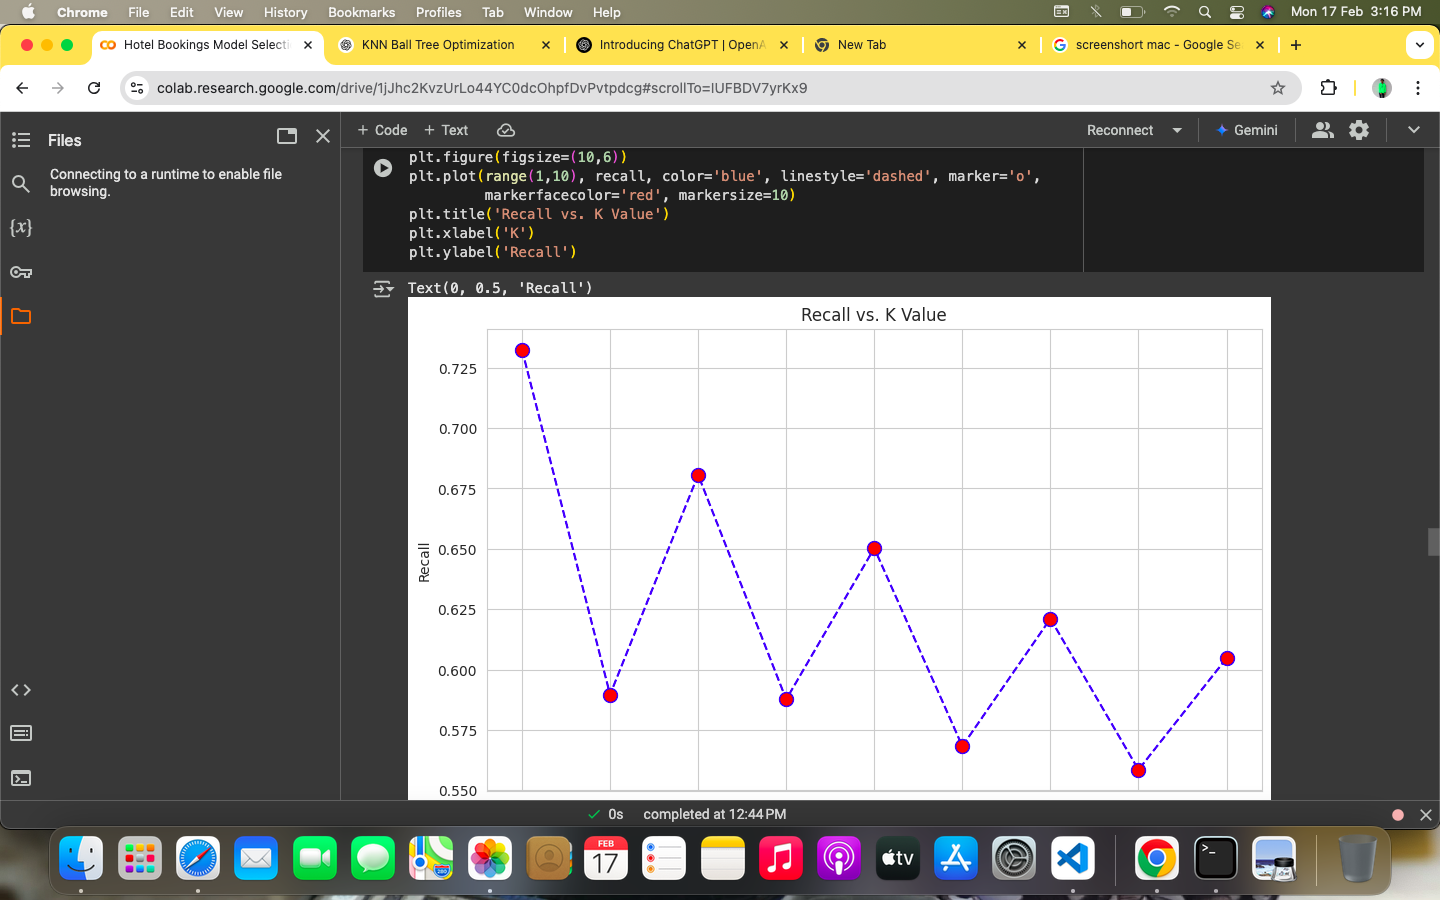 Chrome File Edit View History Bookmarks Profiles Tab Window Help Mon 17 Feb 3:16 PM
Hotel Bookings Model Selecti KNN Ball Tree Optimization Introducing ChatGPT | OpenA New Tab screenshort mac - Google Se
colab.research.google.com/drive/1jJhc2KvzUrLo44YC0dcOhpfDvPvtpdcg#scrollTo=IUFBDV7yrKx9
Files
+ Code + Text Reconnect Gemini
Connecting to a runtime to enable file
browsing.
{x}
plt.figure(figsize=(10,6))
plt.plot(range(1,10), recall, color='blue', linestyle='dashed', marker='o',
markerfacecolor='red', markersize=10)
plt.title('Recall vs. K Value')
plt.xlabel('K')
plt.ylabel('Recall')
Text(0, 0.5, 'Recall')
Recall vs. K Value
0.725
0.700
0.675
0.650
Recall
0.625
0.600
0.575
0.550
0s completed at 12:44 PM
FEB
17
280
tv
>_